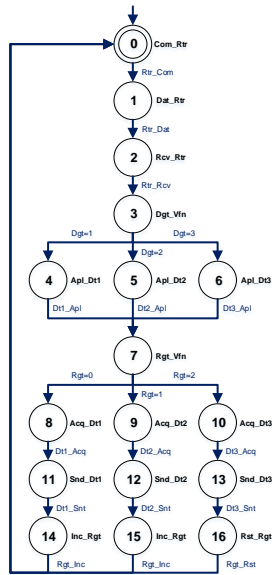 0 Com_Rtr
Rtr_Com
1 Dat_Rtr
Rtr_Dat
2 Rcv_Rtr
Rtr_Rcv
3 Dgt_Vfn
Dgt=1 Dgt=3
Dgt=2
4 Apl_Dt1 5 Apl_Dt2 6 Apl_Dt3
Dt1_Apl Dt2_Apl Dt3_Apl
7 Rgt_Vfn
Rgt=0 Rgt=2
Rgt=1
8 Acq_Dt1 9 Acq_Dt2 10 Acq_Dt3
Dt1_Acq Dt2_Acq Dt3_Acq
11 Snd_Dt1 12 Snd_Dt2 13 Snd_Dt3
Dt1_Snt Dt2_Snt Dt3_Snt
14 Inc_Rgt 15 Inc_Rgt 16 Rst_Rgt
Rgt_Inc Rgt_Inc Rgt_Rst